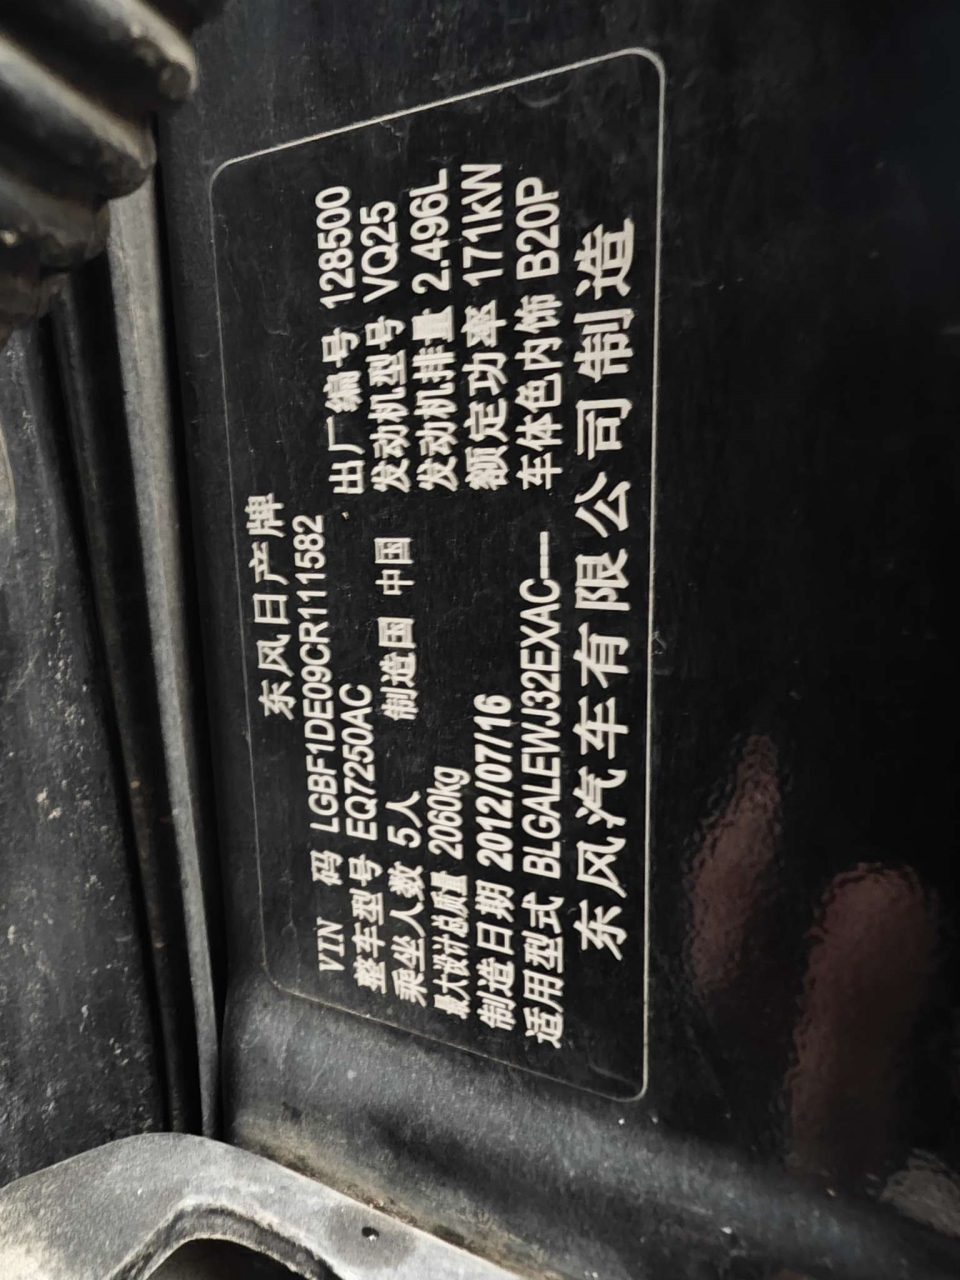 东风日产牌
VIN 码 LGBF1DE09CR111582
整车型号 EQ7250AC 出厂编号 128500
乘坐人数 5人 制造国 中国 发动机型号 VQ25
最大设计总质量 2060kg 发动机排量 2.496L
制造日期 2012/07/16 额定功率 171kW
适用型式 BLGALEWJ32EXAC---- 车体色内饰 B20P
东风汽车有限公司制造